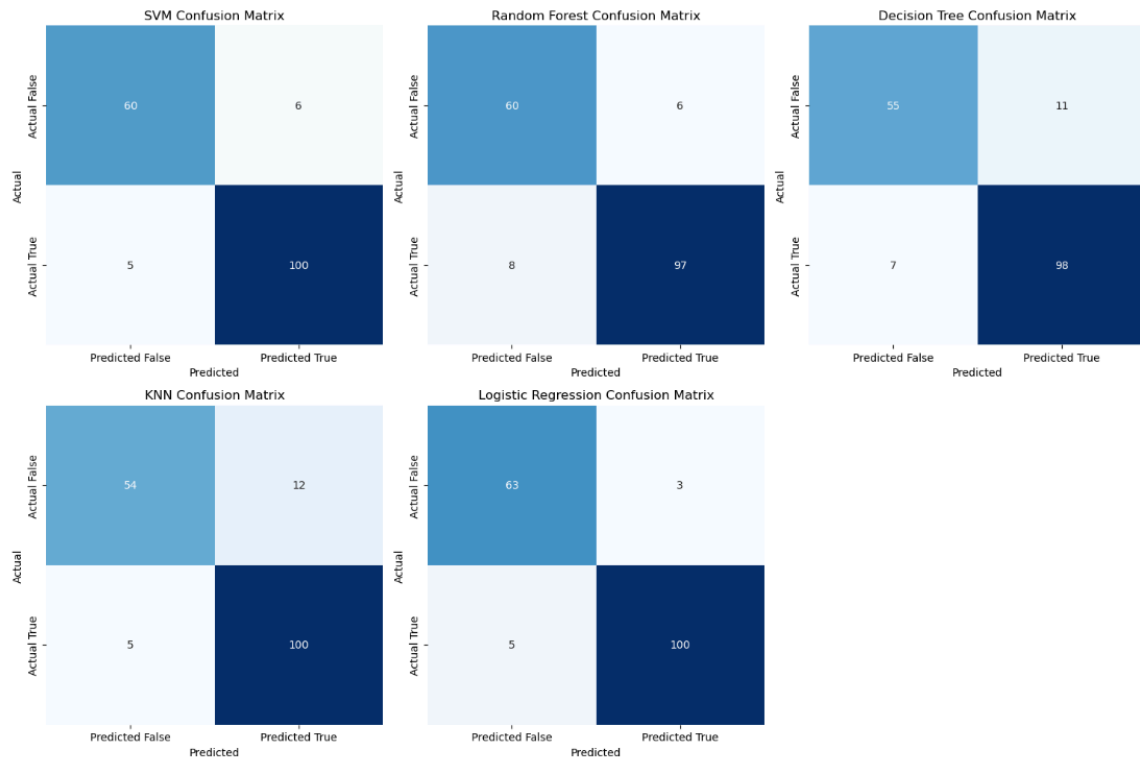 SVM Confusion Matrix
Actual False
60
6
Actual
Actual True
5
100
Predicted False
Predicted True
Predicted
Random Forest Confusion Matrix
Actual False
60
6
Actual
Actual True
8
97
Predicted False
Predicted True
Predicted
Decision Tree Confusion Matrix
Actual False
55
11
Actual
Actual True
7
98
Predicted False
Predicted True
Predicted
KNN Confusion Matrix
Actual False
54
12
Actual
Actual True
5
100
Predicted False
Predicted True
Predicted
Logistic Regression Confusion Matrix
Actual False
63
3
Actual
Actual True
5
100
Predicted False
Predicted True
Predicted